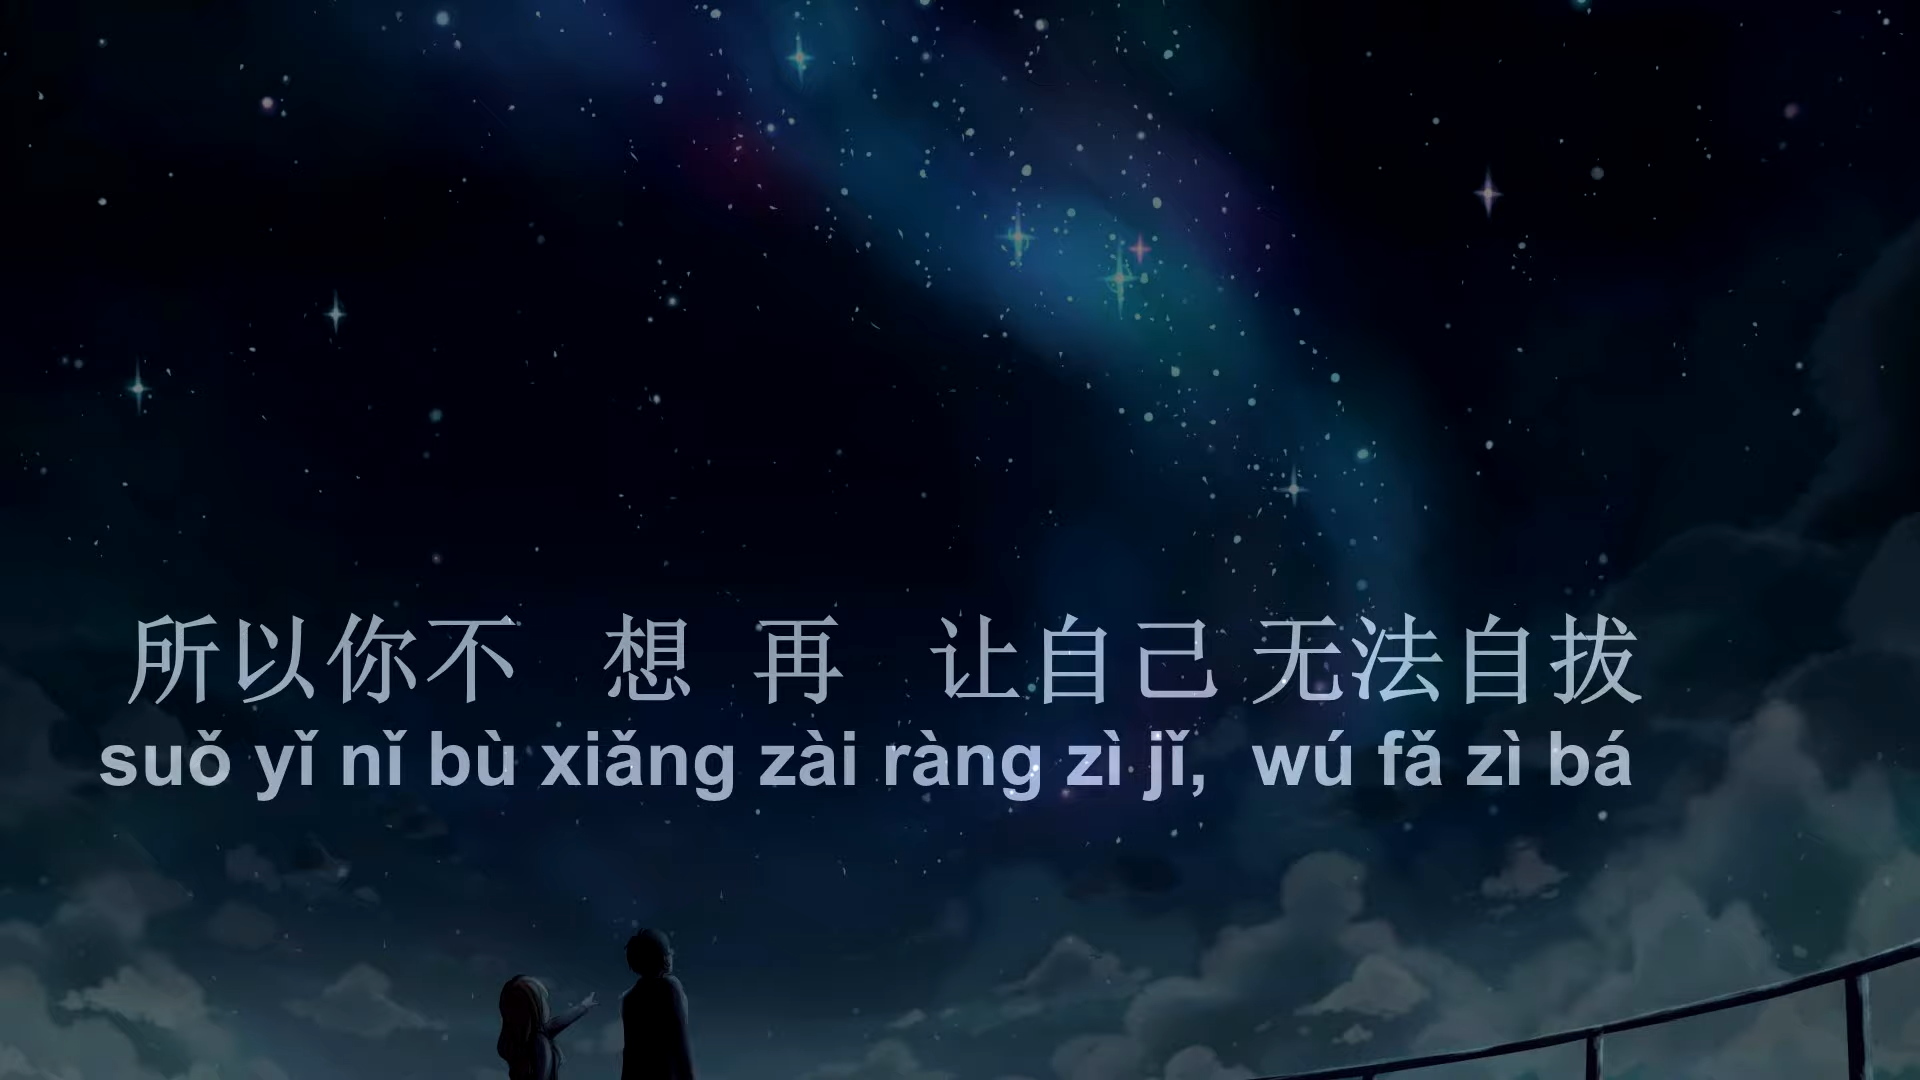 所以你不 想 再 让自己 无法自拔
suǒ yǐ nǐ bù xiǎng zài ràng zì jǐ, wú fǎ zì bá